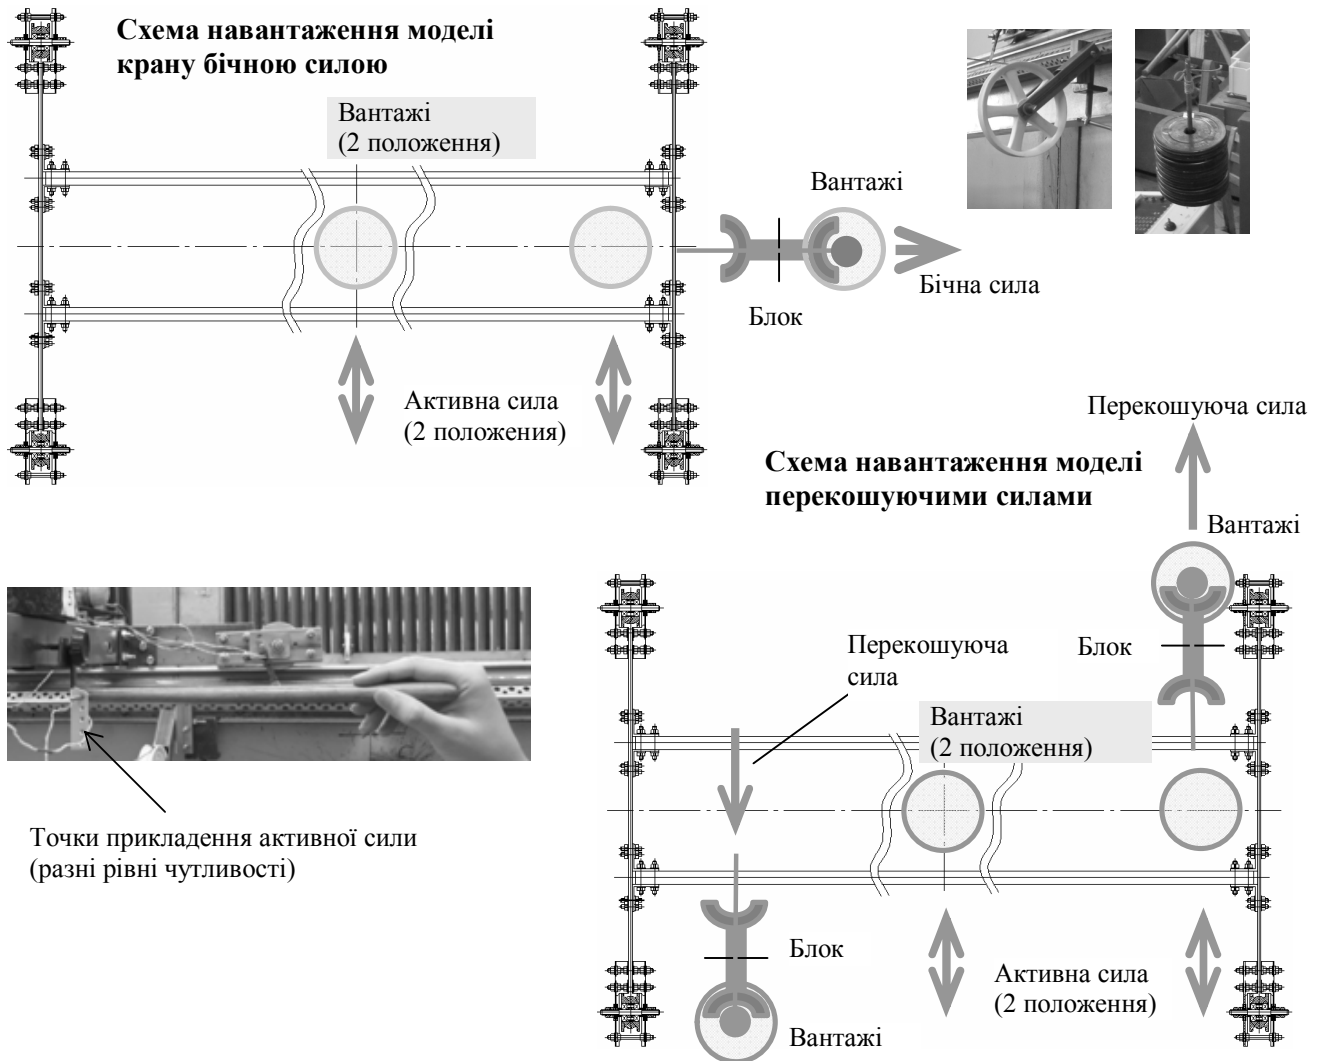 Схема навантаження моделі
крану бічною силою
Вантажі
(2 положення)
Вантажі
Бічна сила
Блок
Активна сила
(2 положения)
Перекошуюча сила
Схема навантаження моделі
перекошуючими силами
Вантажі
Блок
Перекошуюча
сила
Вантажі
(2 положення)
Точки прикладення активної сили
(разні рівні чутливості)
Блок
Активна сила
(2 положення)
Вантажі